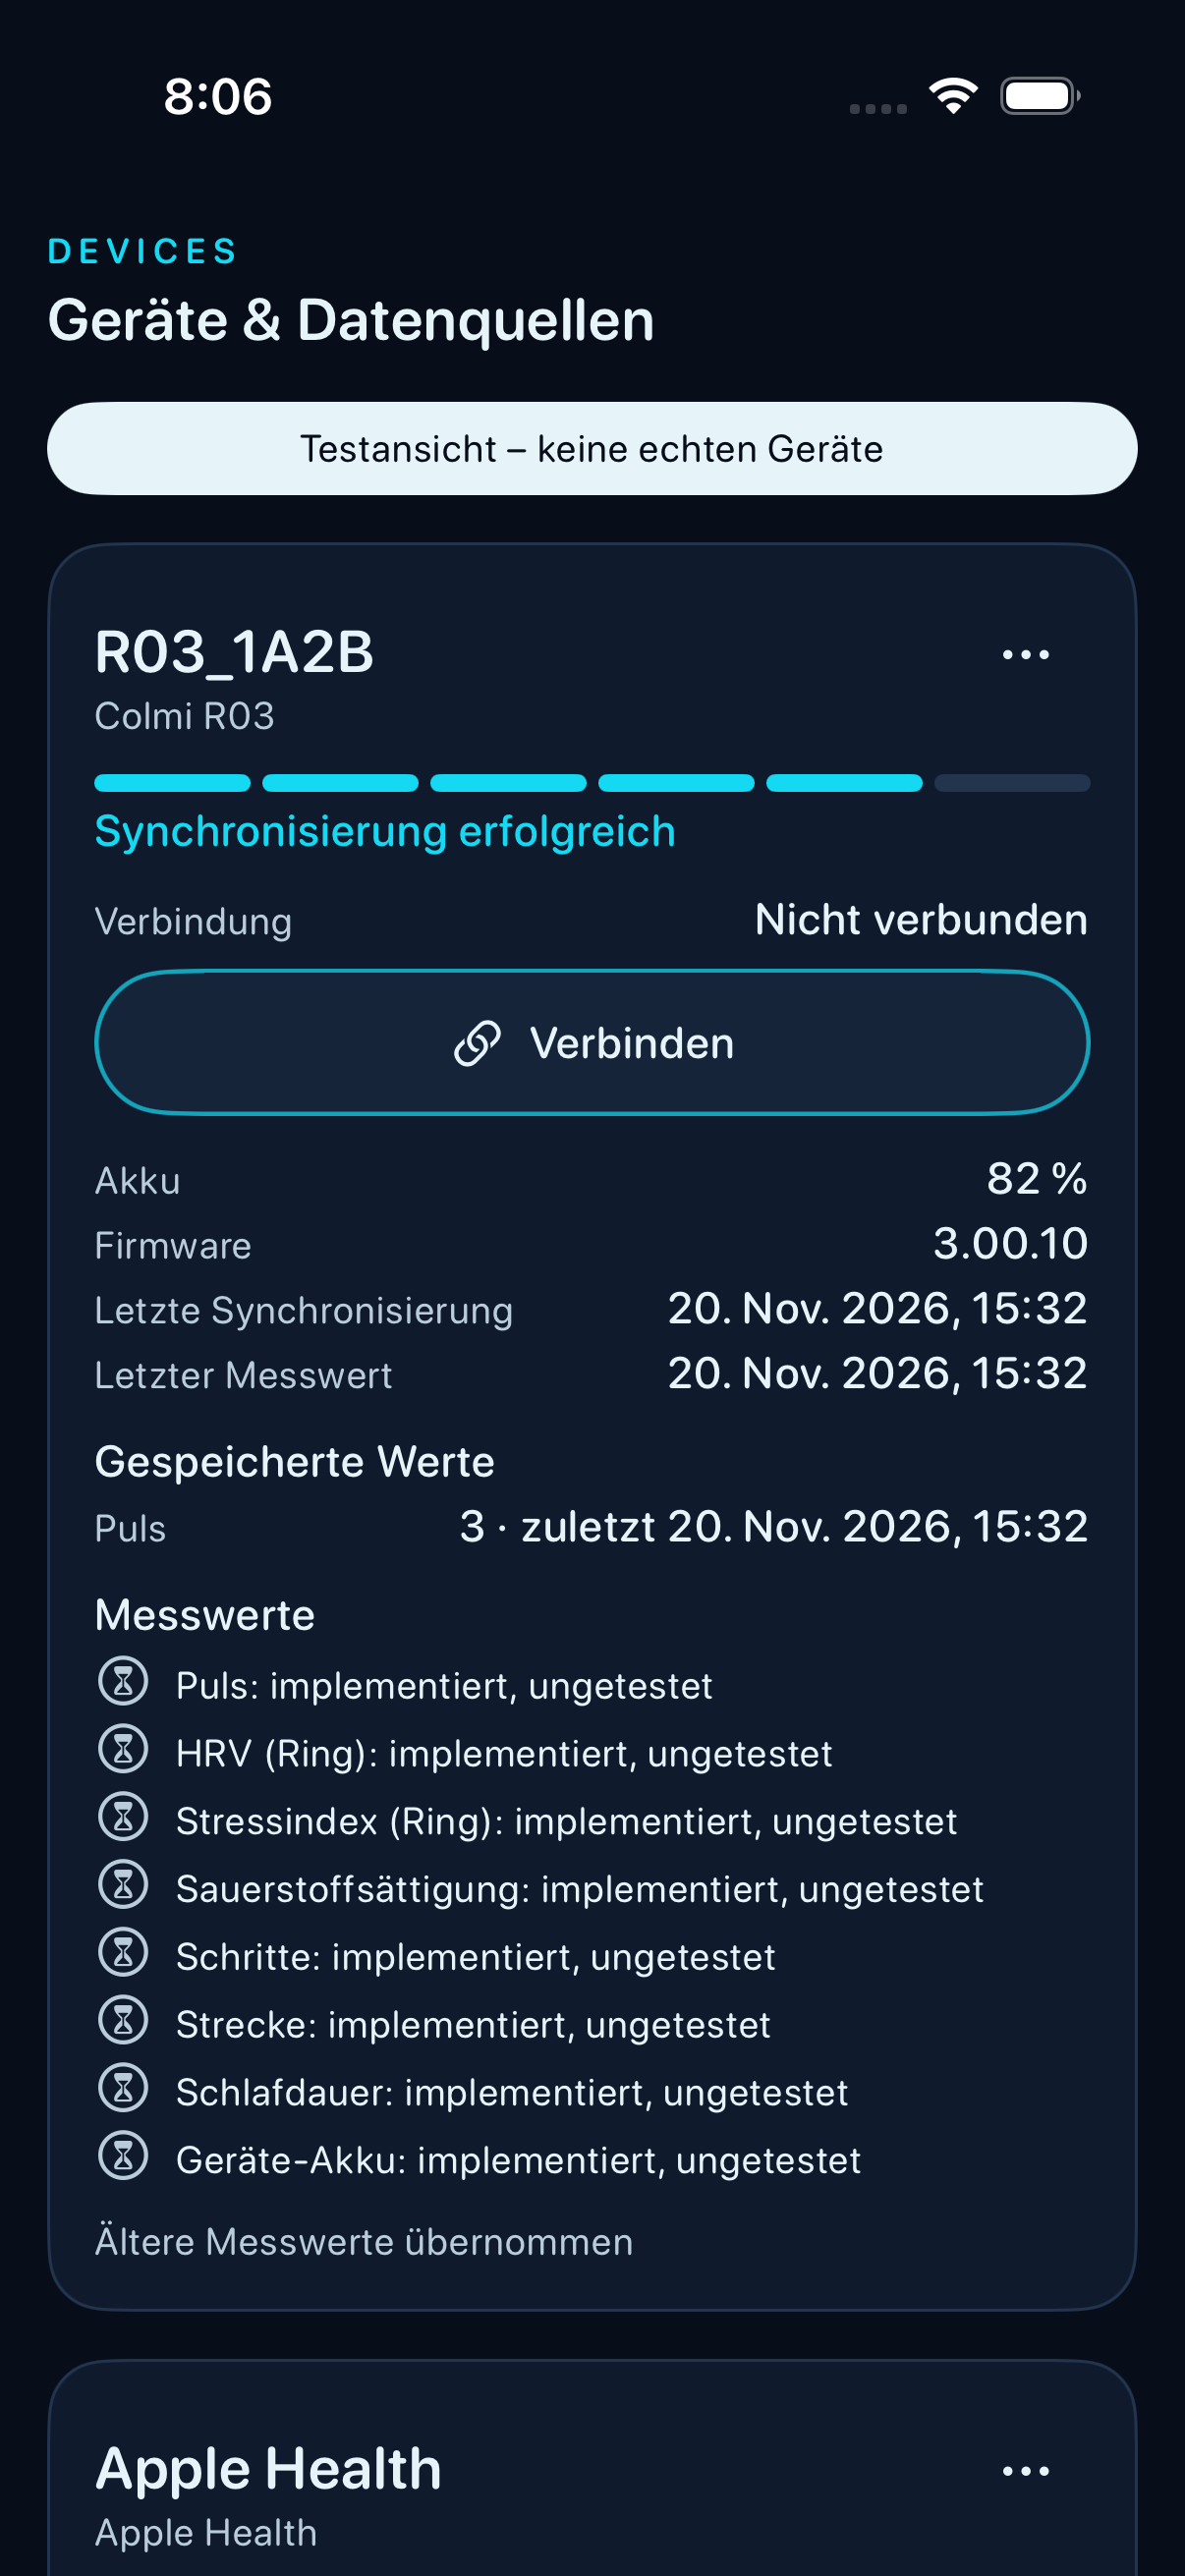 8:06
DEVICES
Geräte & Datenquellen
Testansicht – keine echten Geräte
R03_1A2B
Colmi R03
Synchronisierung erfolgreich
Verbindung Nicht verbunden
Verbinden
Akku 82 %
Firmware 3.00.10
Letzte Synchronisierung 20. Nov. 2026, 15:32
Letzter Messwert 20. Nov. 2026, 15:32
Gespeicherte Werte
Puls 3 · zuletzt 20. Nov. 2026, 15:32
Messwerte
Puls: implementiert, ungetestet
HRV (Ring): implementiert, ungetestet
Stressindex (Ring): implementiert, ungetestet
Sauerstoffsättigung: implementiert, ungetestet
Schritte: implementiert, ungetestet
Strecke: implementiert, ungetestet
Schlafdauer: implementiert, ungetestet
Geräte-Akku: implementiert, ungetestet
Ältere Messwerte übernommen
Apple Health
Apple Health